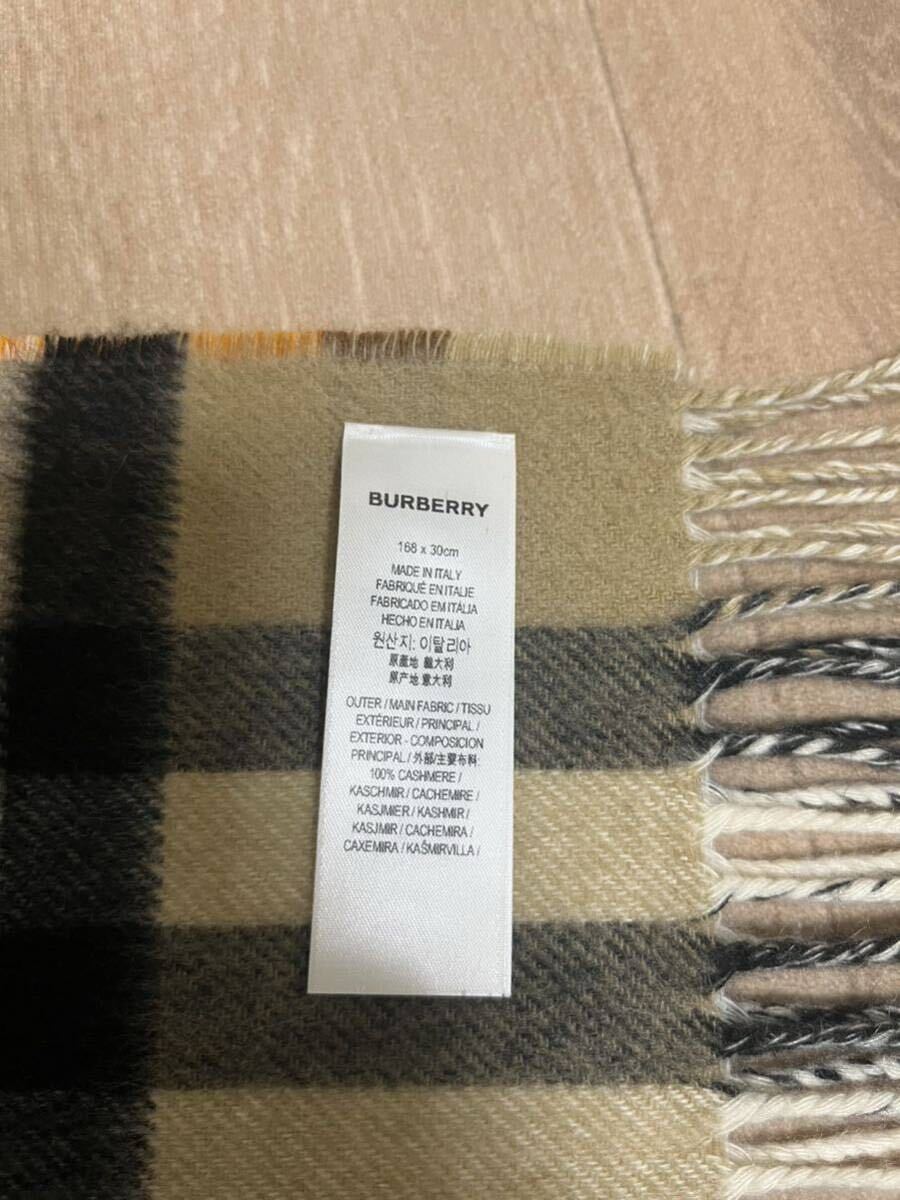 BURBERRY
168 x 30cm
MADE IN ITALY
FABRIQUÉ EN ITALIE
FABRICADO EM ITÁLIA
HECHO EN ITALIA
원산지: 이탈리아
原產地 義大利
原产地 意大利
OUTER / MAIN FABRIC / TISSU
EXTÉRIEUR / PRINCIPAL /
EXTERIOR - COMPOSICION
PRINCIPAL / 外部/主要布料:
100% CASHMERE /
KASCHMIR / CACHEMIRE /
KASJMIER / KASHMIR /
KASJMIR / CACHEMIRA /
CAXEMIRA / KAŠMIRVILLA /